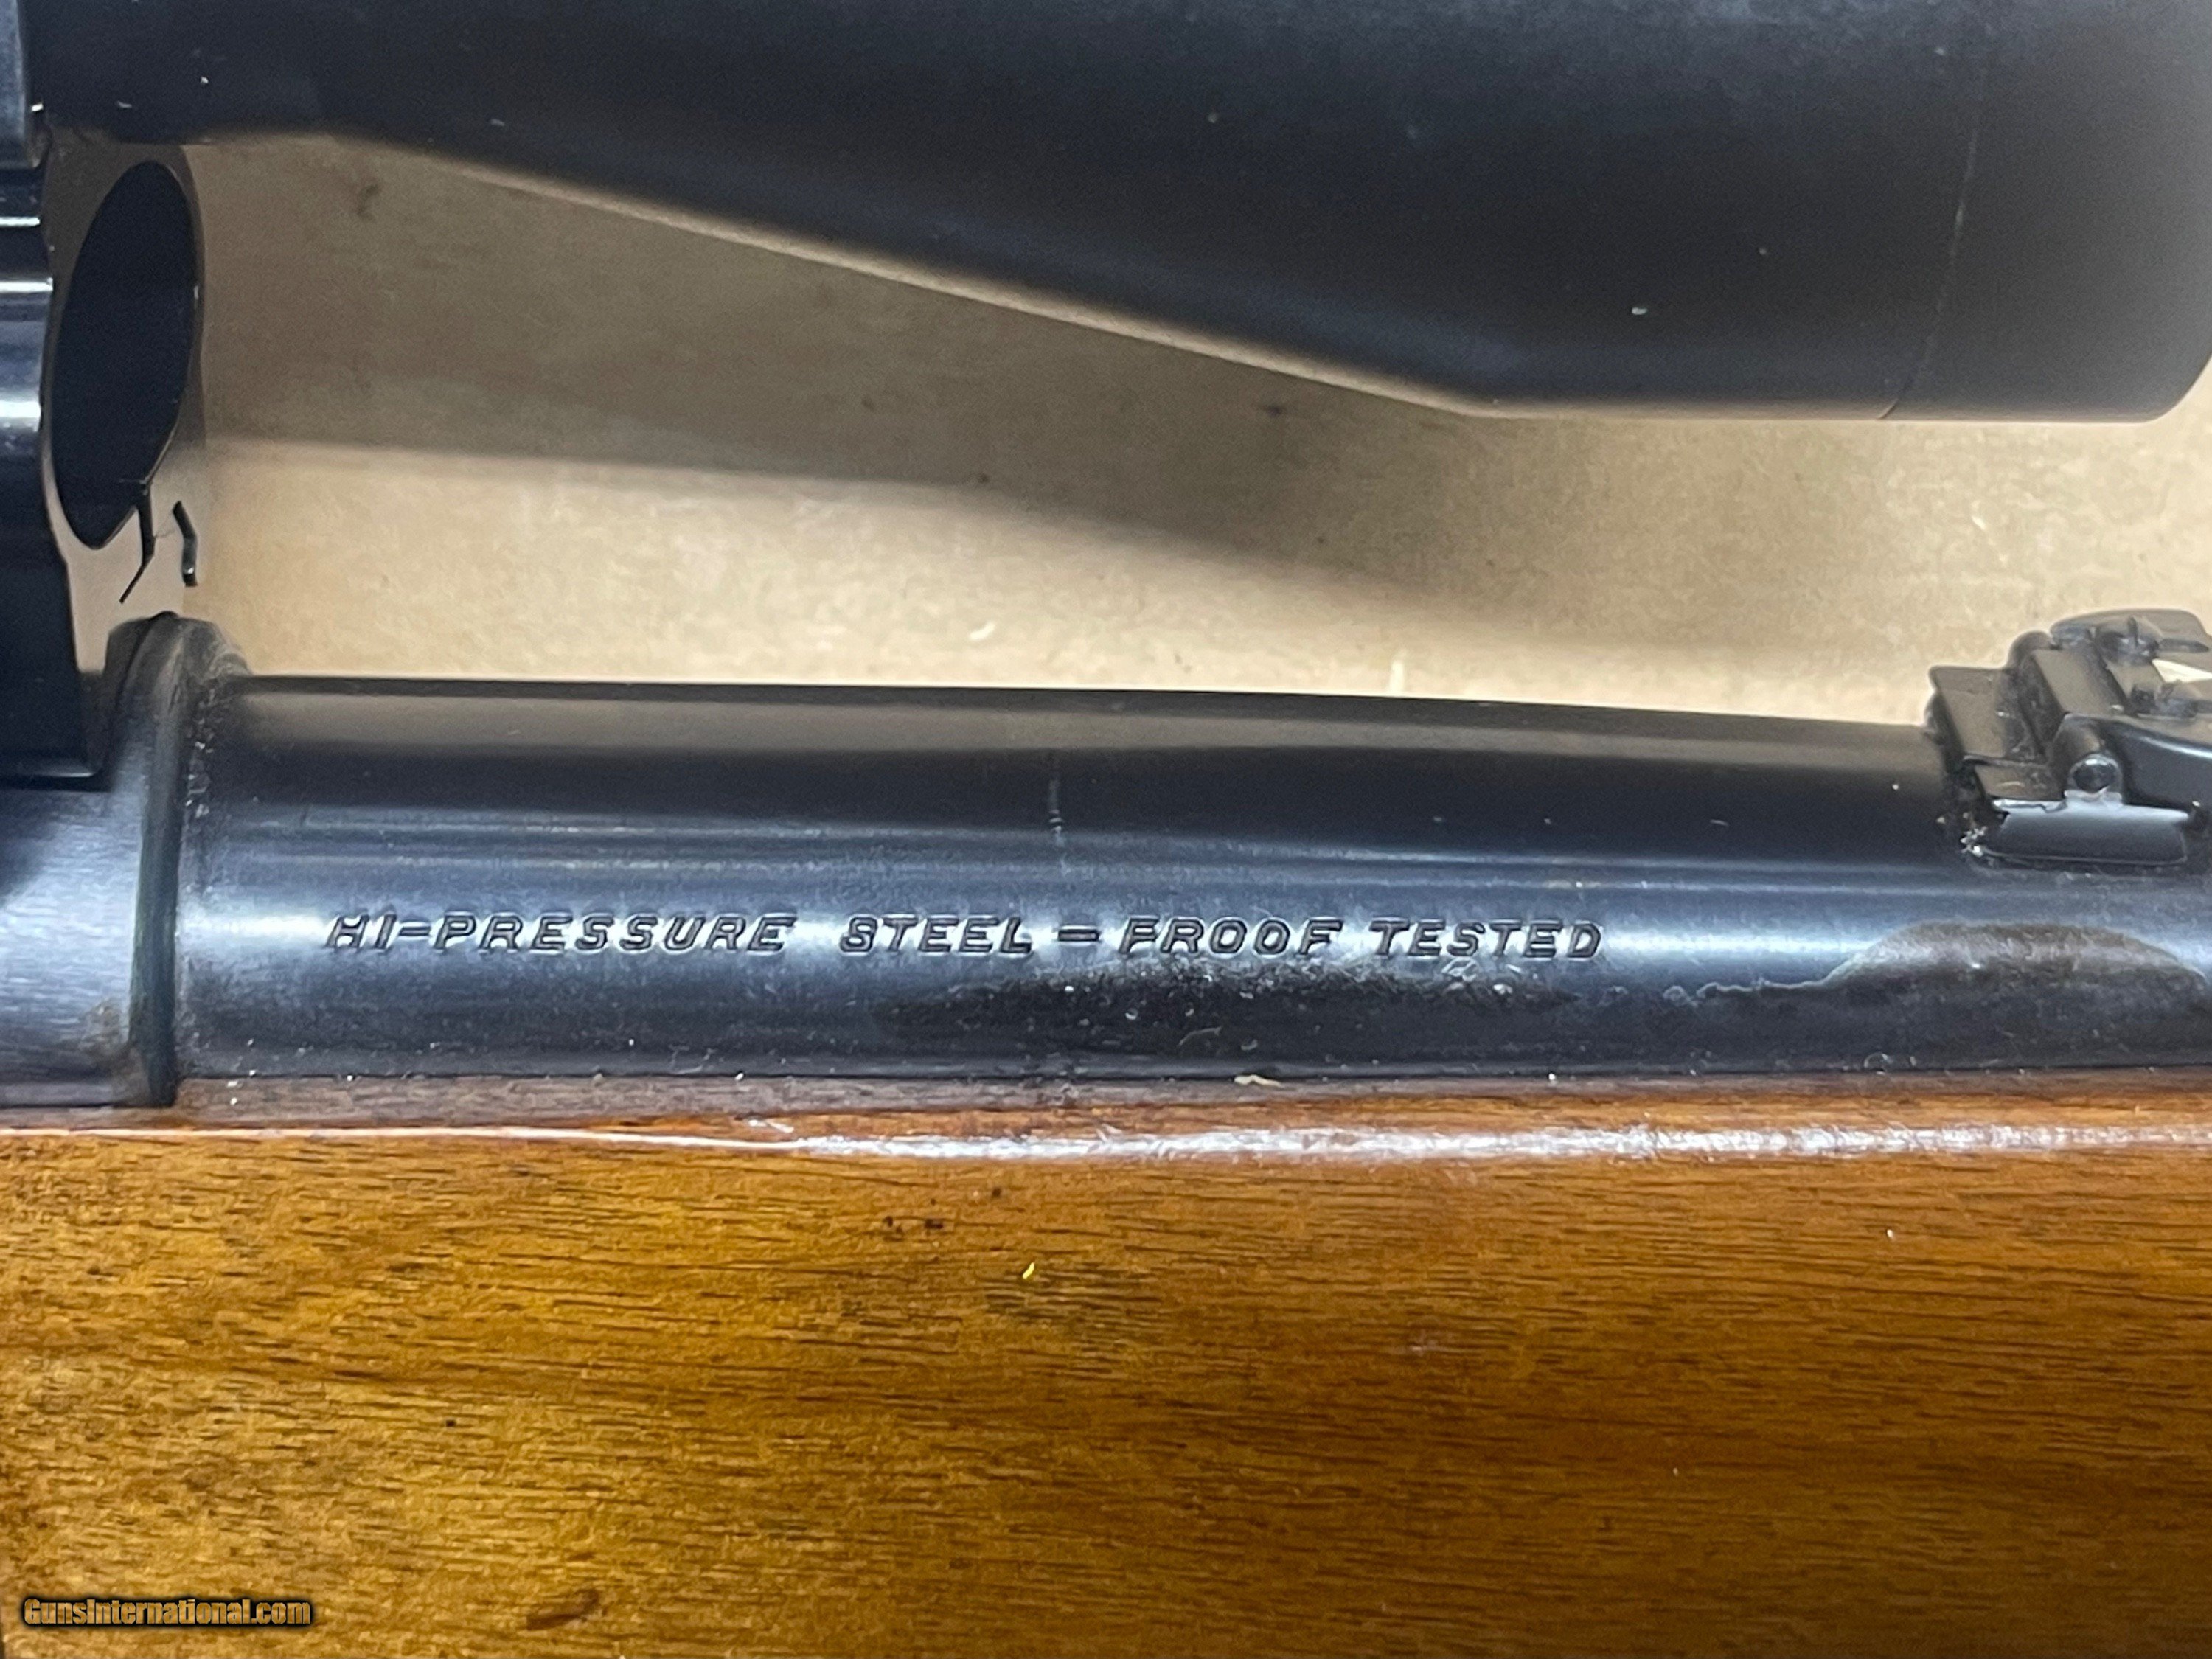 HI-PRESSURE STEEL - PROOF TESTED
GunsInternational.com